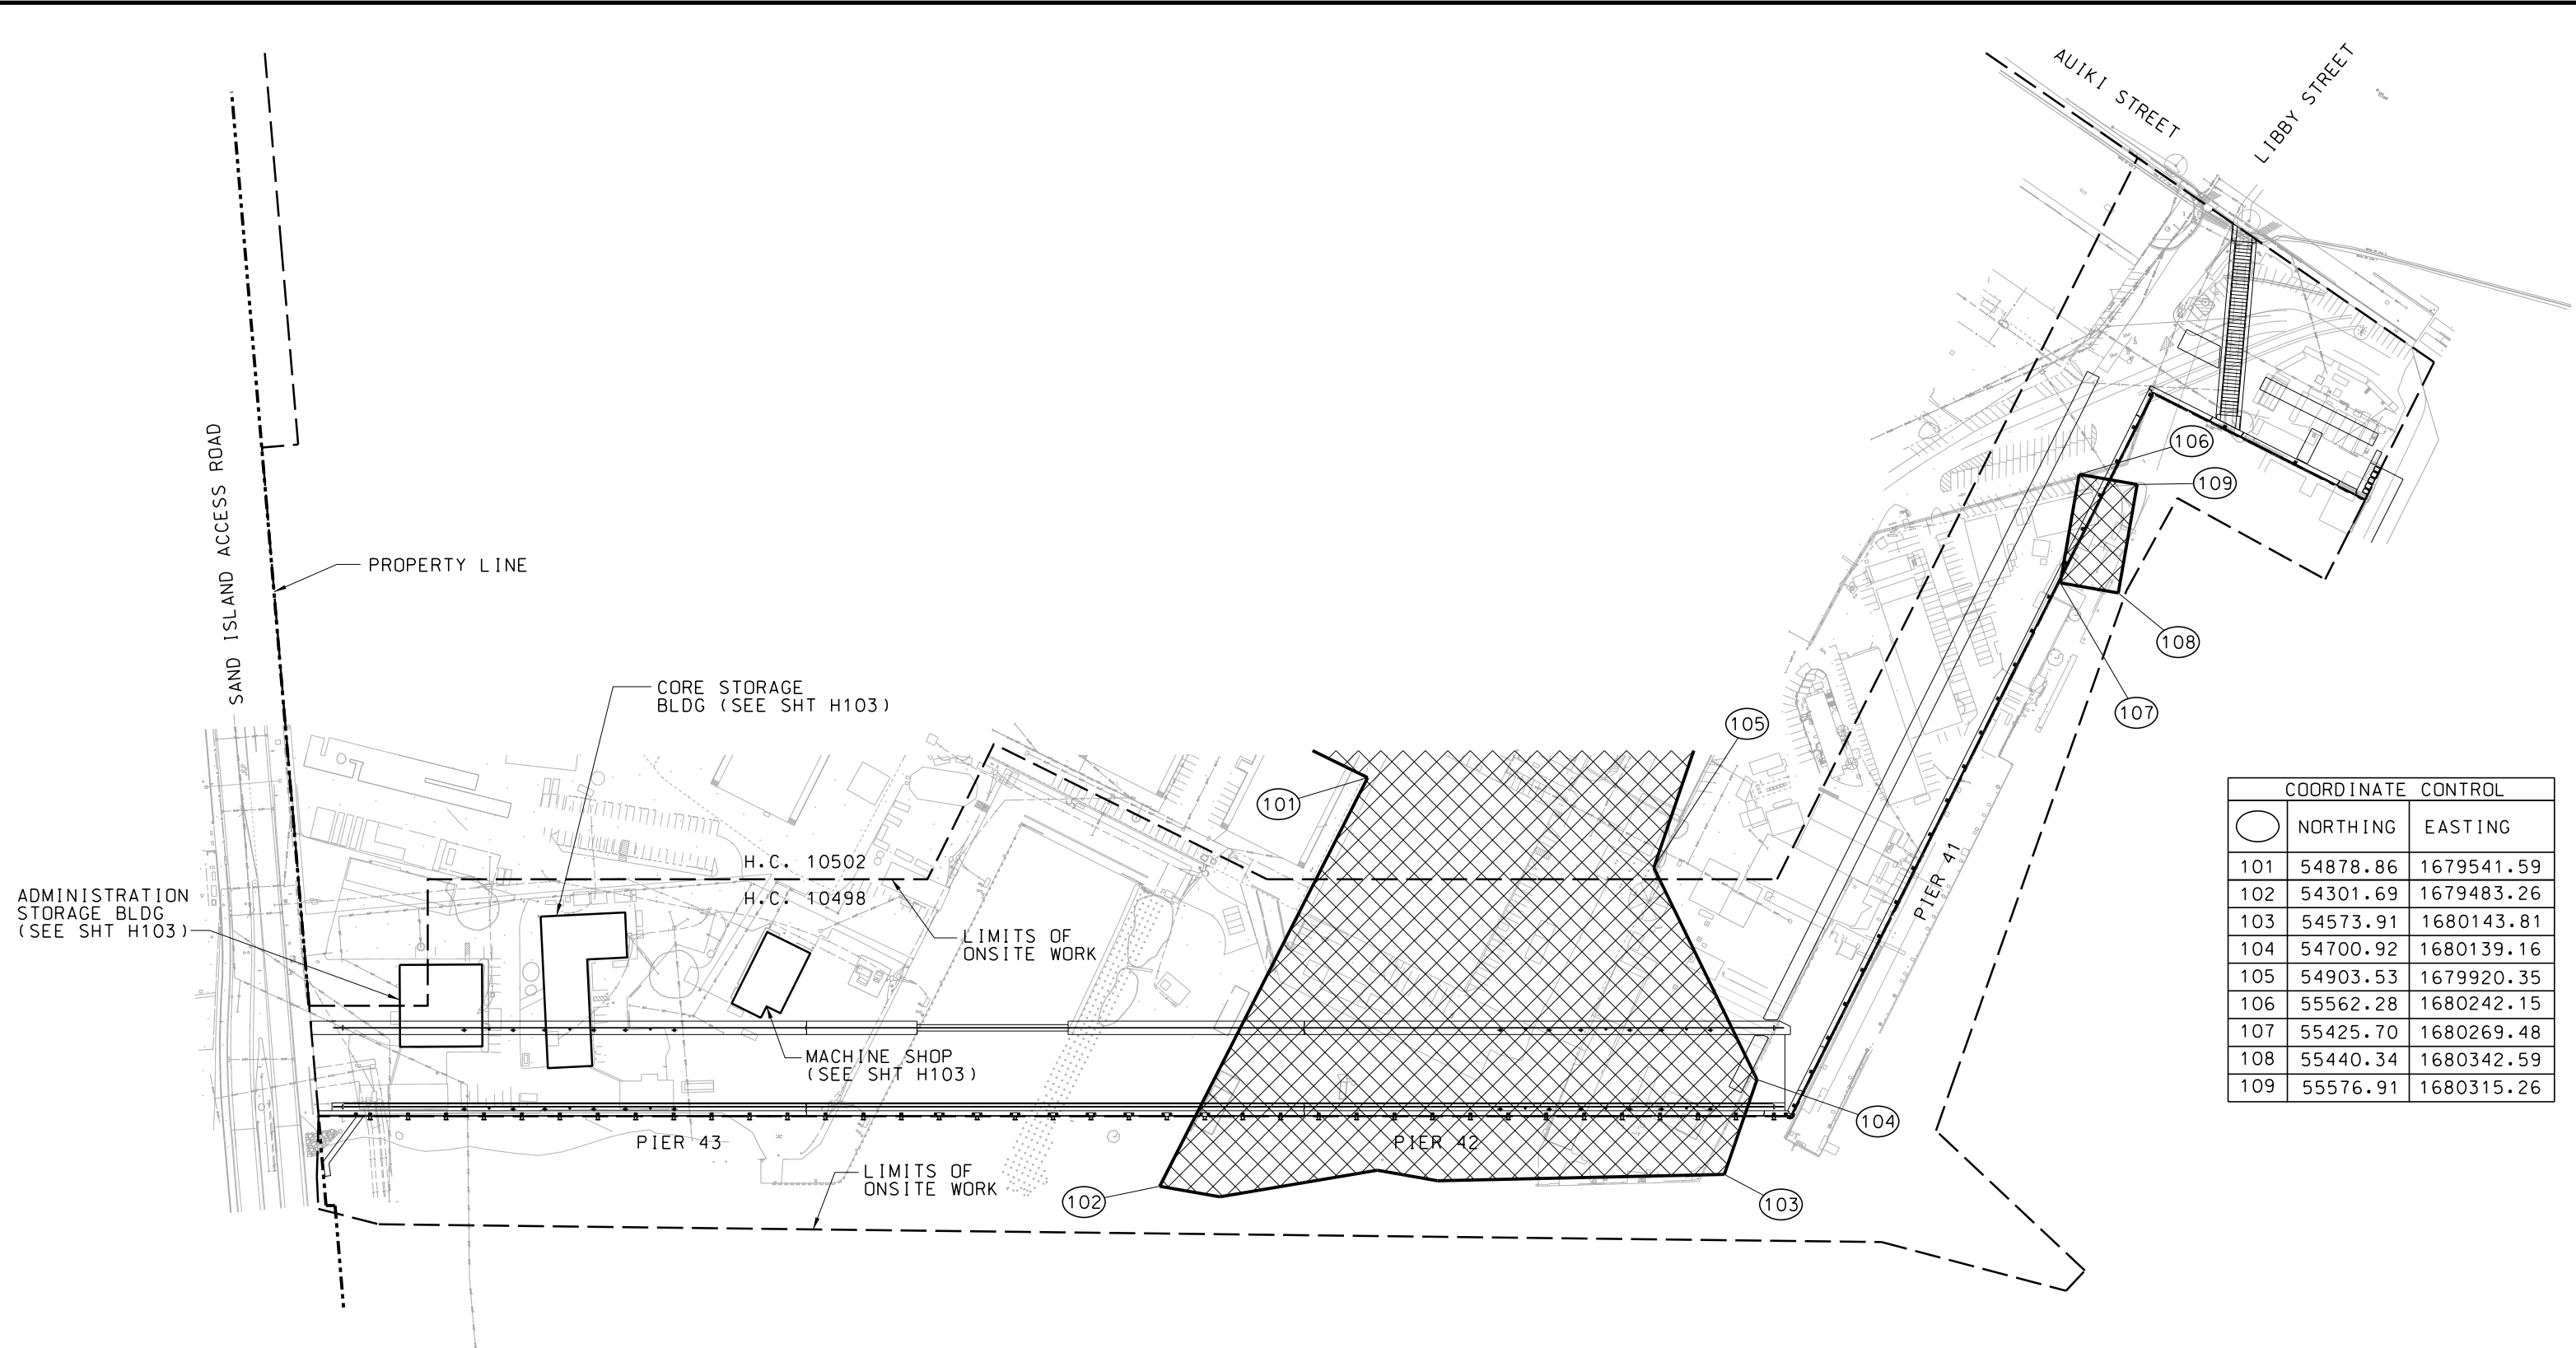 AUIKI STREET
LIBBY STREET
SAND ISLAND ACCESS ROAD
PROPERTY LINE
106
109
108
107
105
101
CORE STORAGE
BLDG (SEE SHT H103)
H.C. 10502
H.C. 10498
ADMINISTRATION
STORAGE BLDG
(SEE SHT H103)
LIMITS OF
ONSITE WORK
MACHINE SHOP
(SEE SHT H103)
PIER 41
PIER 43
PIER 42
104
LIMITS OF
ONSITE WORK
102
103
COORDINATE CONTROL
NORTHING EASTING
101 54878.86 1679541.59
102 54301.69 1679483.26
103 54573.91 1680143.81
104 54700.92 1680139.16
105 54903.53 1679920.35
106 55562.28 1680242.15
107 55425.70 1680269.48
108 55440.34 1680342.59
109 55576.91 1680315.26